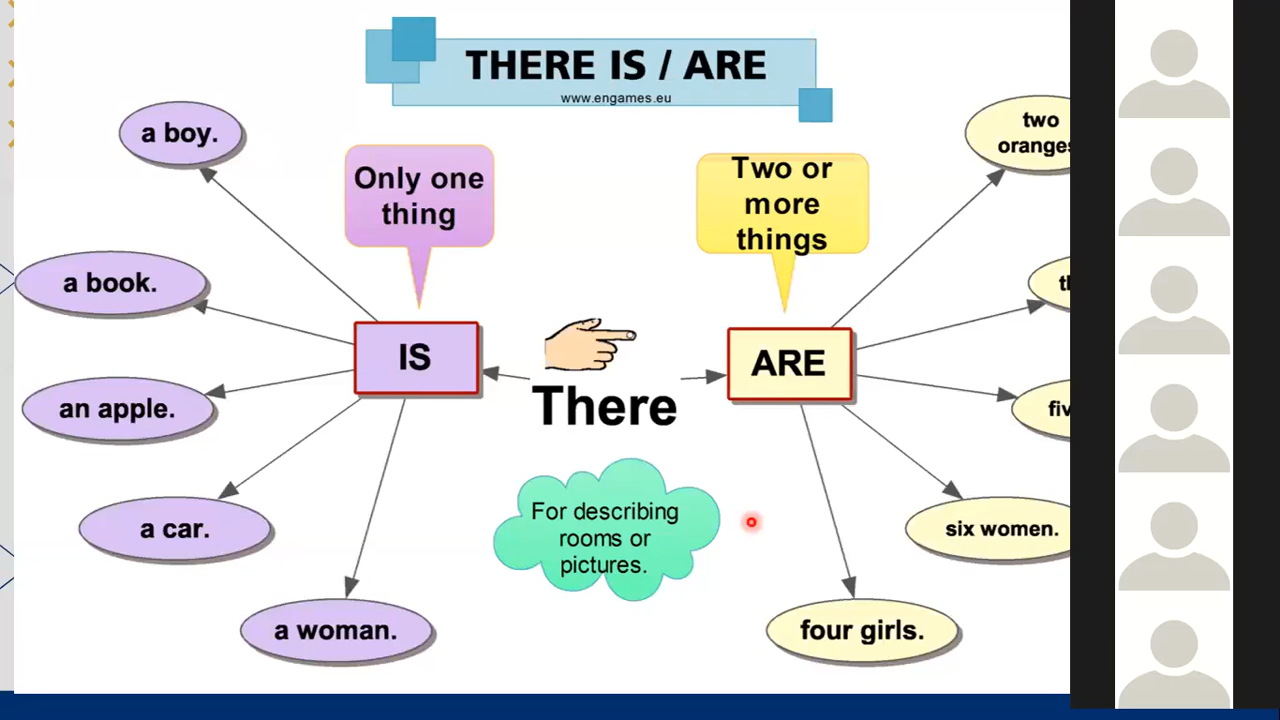 THERE IS / ARE
www.engames.eu
a boy.
Only one
thing
Two or
more
things
two
oranges
a book.
IS
There
ARE
an apple.
a car.
For describing
rooms or
pictures.
six women.
a woman.
four girls.